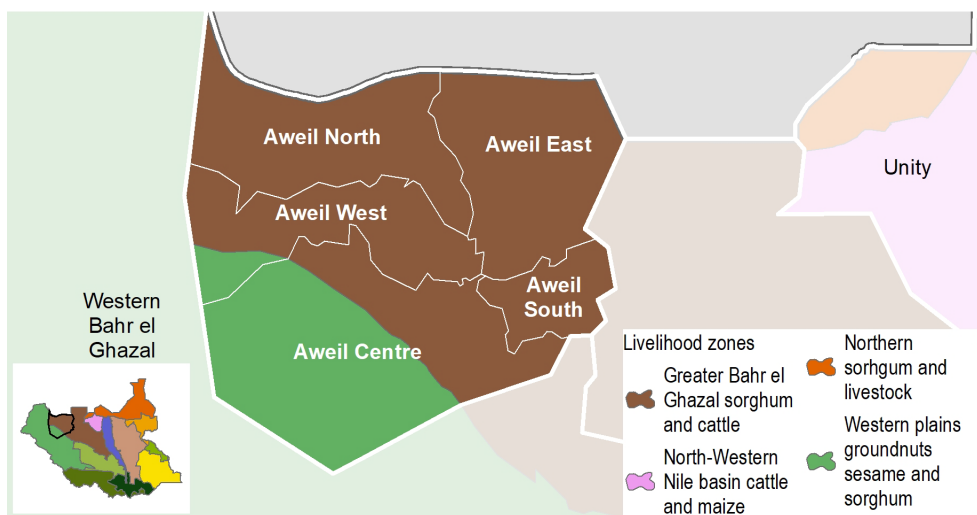 Aweil North
Aweil East
Unity
Aweil West
Aweil
South
Western
Bahr el
Ghazal
Aweil Centre
Livelihood zones
Greater Bahr el
Ghazal sorghum
and cattle
North-Western
Nile basin cattle
and maize
Northern
sorhgum and
livestock
Western plains
groundnuts
sesame and
sorghum